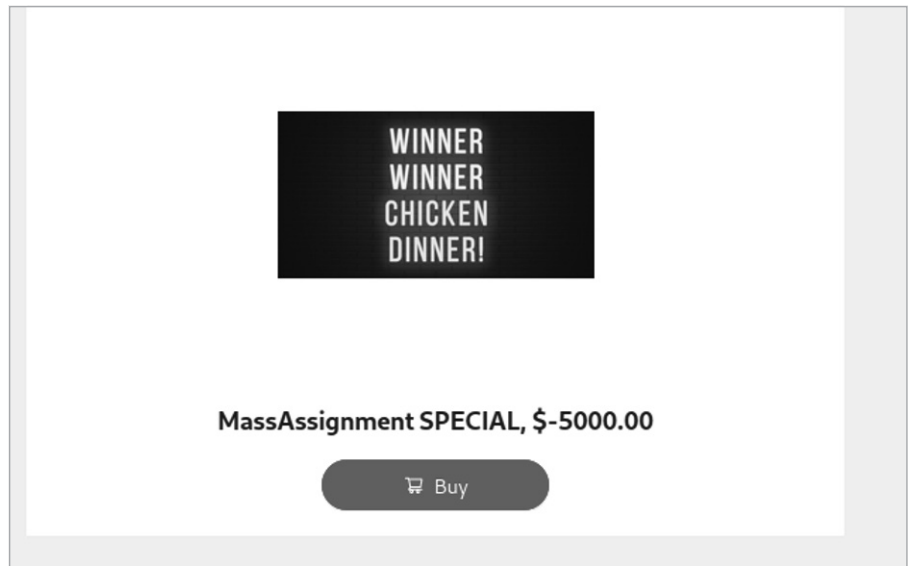 WINNER
WINNER
CHICKEN
DINNER!
MassAssignment SPECIAL, $-5000.00
Buy